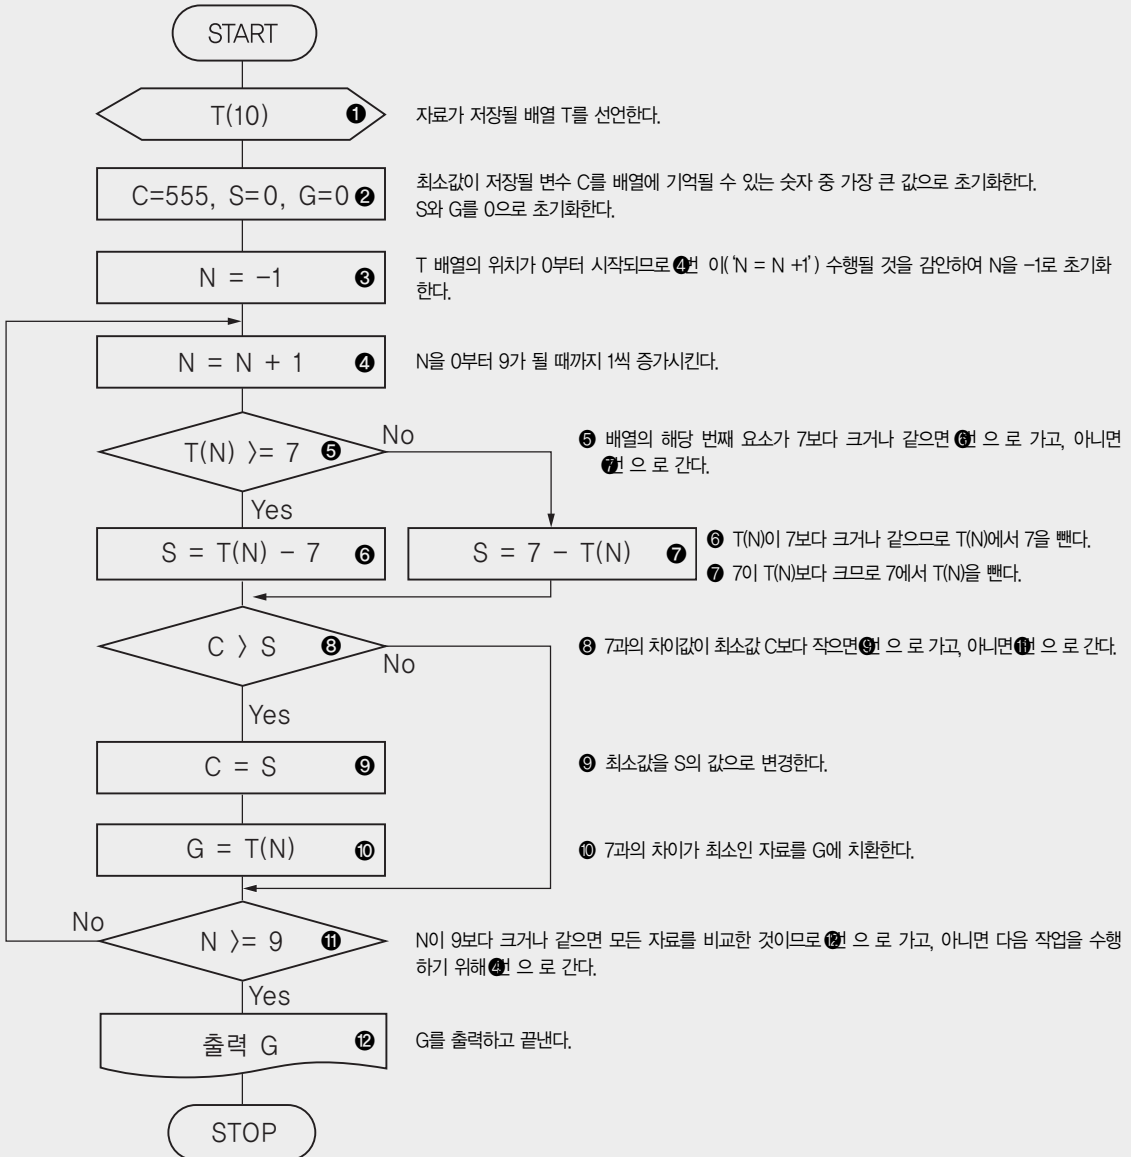 START
T(10) ❶
자료가 저장될 배열 T를 선언한다.
C=555, S=0, G=0 ❷
최소값이 저장될 변수 C를 배열에 기억될 수 있는 숫자 중 가장 큰 값으로 초기화한다.
S와 G를 0으로 초기화한다.
N = -1 ❸
T 배열의 위치가 0부터 시작되므로 ❹번 이('N = N +1') 수행될 것을 감안하여 N을 -1로 초기화
한다.
N = N + 1 ❹
N을 0부터 9가 될 때까지 1씩 증가시킨다.
T(N) >= 7 ❺
No
❺ 배열의 해당 번째 요소가 7보다 크거나 같으면 ❻번 으 로 가고, 아니면
❼번 으 로 간다.
Yes
S = T(N) - 7 ❻
S = 7 - T(N) ❼
❻ T(N)이 7보다 크거나 같으므로 T(N)에서 7을 뺀다.
❼ 7이 T(N)보다 크므로 7에서 T(N)을 뺀다.
C > S ❽
No
❽ 7과의 차이값이 최소값 C보다 작으면 ❾번 으 로 가고, 아니면 ⓫번 으 로 간다.
Yes
C = S ❾
❾ 최소값을 S의 값으로 변경한다.
G = T(N) ❿
❿ 7과의 차이가 최소인 자료를 G에 치환한다.
No
N >= 9 ⓫
N이 9보다 크거나 같으면 모든 자료를 비교한 것이므로 ⓬번 으 로 가고, 아니면 다음 작업을 수행
하기 위해 ❹번 으 로 간다.
Yes
출력 G ⓬
G를 출력하고 끝낸다.
STOP